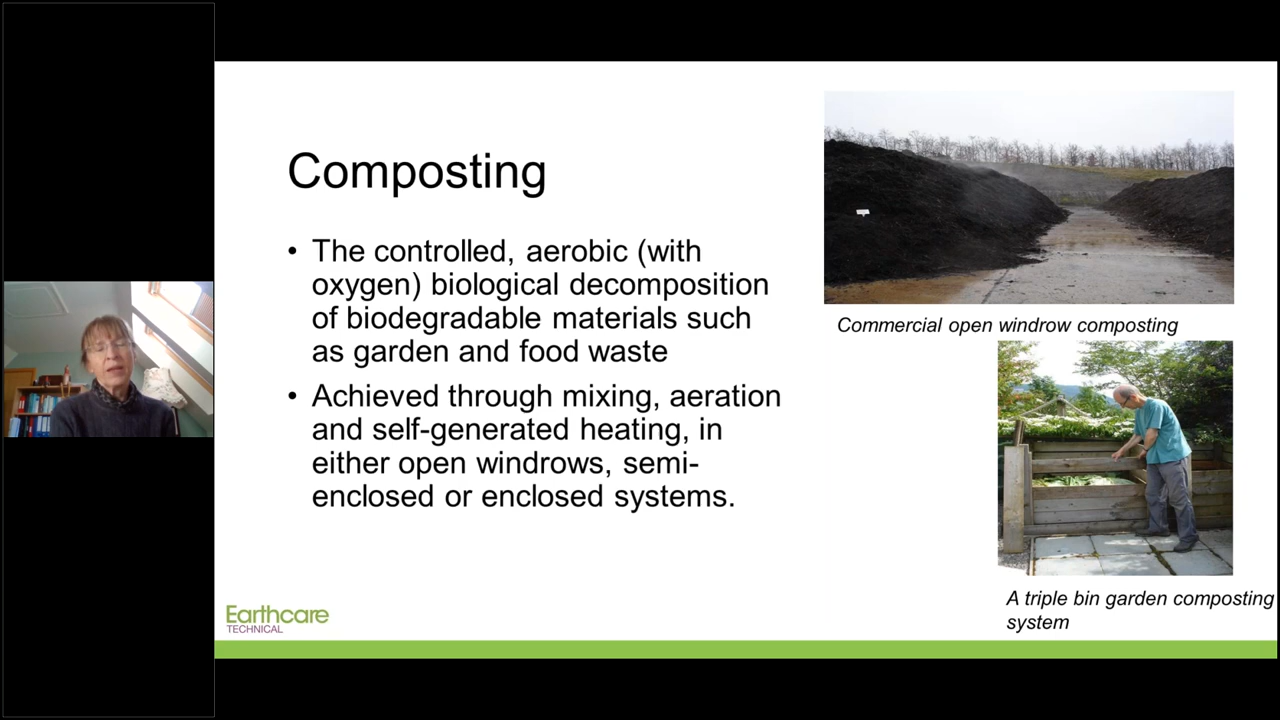 Composting
• The controlled, aerobic (with
oxygen) biological decomposition
of biodegradable materials such
as garden and food waste
• Achieved through mixing, aeration
and self-generated heating, in
either open windrows, semi-
enclosed or enclosed systems.
Commercial open windrow composting
A triple bin garden composting
system
Earthcare
TECHNICAL